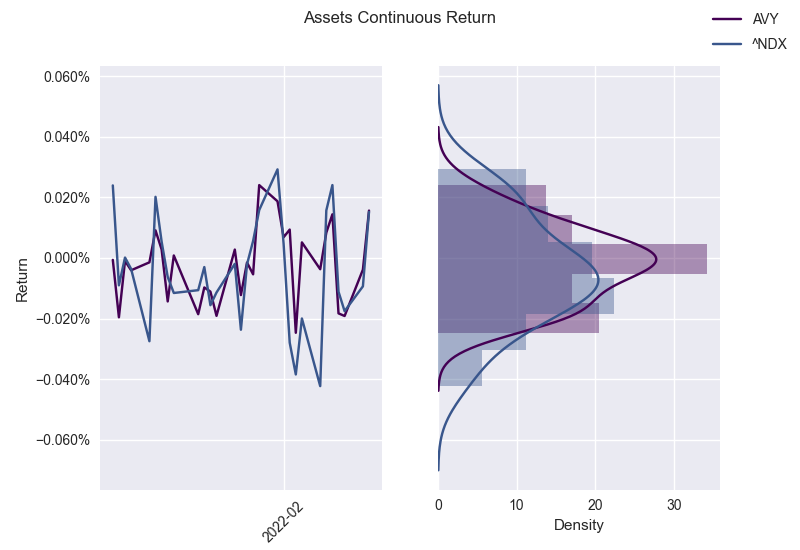 Assets Continuous Return
AVY
^NDX
0.060%
0.040%
0.020%
0.000%
−0.020%
−0.040%
−0.060%
Return
2022-02
0
10
20
30
Density